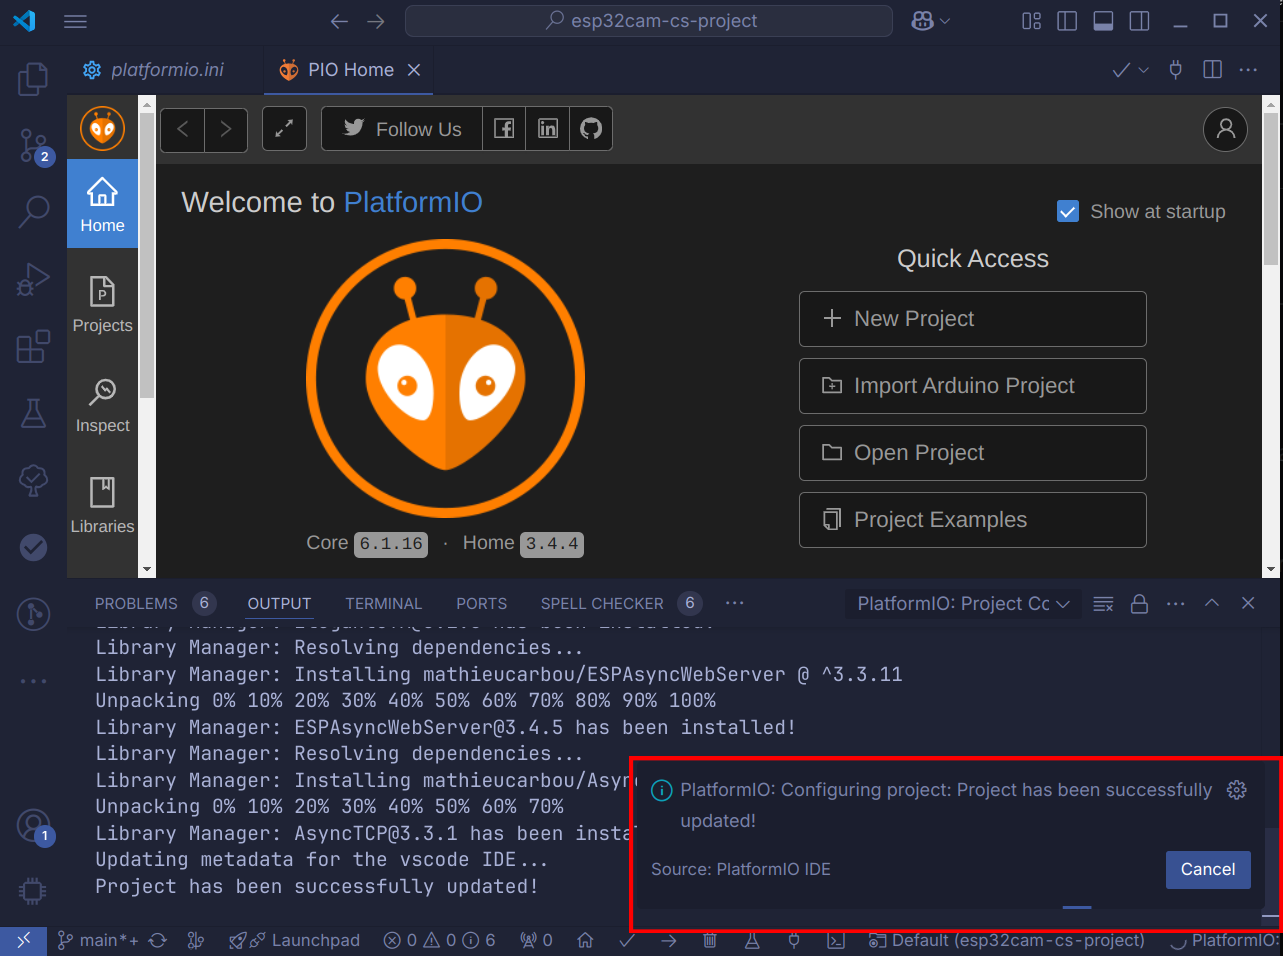 esp32cam-cs-project
platformio.ini
PIO Home
2
Follow Us
Home
Welcome to PlatformIO
Show at startup
Quick Access
P
Projects
New Project
Import Arduino Project
Inspect
Open Project
Libraries
Project Examples
Core 6.1.16 · Home 3.4.4
PROBLEMS 6 OUTPUT TERMINAL PORTS SPELL CHECKER 6
PlatformIO: Project Co
Library Manager: Resolving dependencies...
Library Manager: Installing mathieucarbou/ESPAsyncWebServer @ ^3.3.11
Unpacking 0% 10% 20% 30% 40% 50% 60% 70% 80% 90% 100%
Library Manager: ESPAsyncWebServer@3.4.5 has been installed!
Library Manager: Resolving dependencies...
Library Manager: Installing mathieucarbou/Async
Unpacking 0% 10% 20% 30% 40% 50% 60% 70%
Library Manager: AsyncTCP@3.3.1 has been insta
Updating metadata for the vscode IDE...
Project has been successfully updated!
PlatformIO: Configuring project: Project has been successfully
updated!
Source: PlatformIO IDE
Cancel
1
main*+ Launchpad 0 0 6 0 Default (esp32cam-cs-project) PlatformIO: